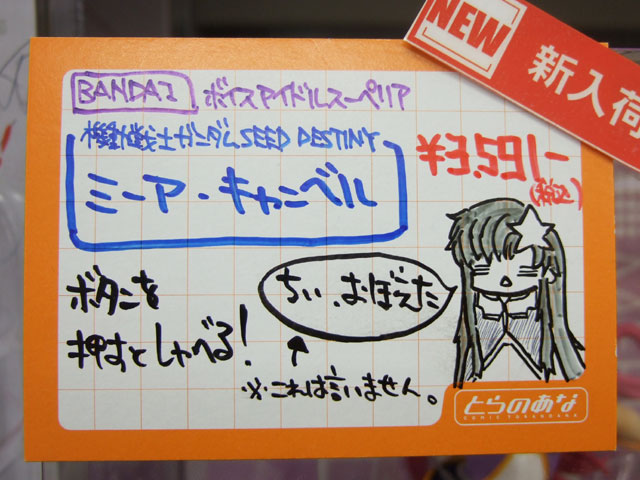 NEW
新入荷
BANDAI ボイスアイドルスーペリア
機動戦士ガンダムSEED DESTINY
ミーア・キャンベル
¥3,591-
(税込)
ボタンを
押すとしゃべる!
ちぃ、おぼえた
↑
※これは言いません。
とらのあな
COMIC TORANOANA